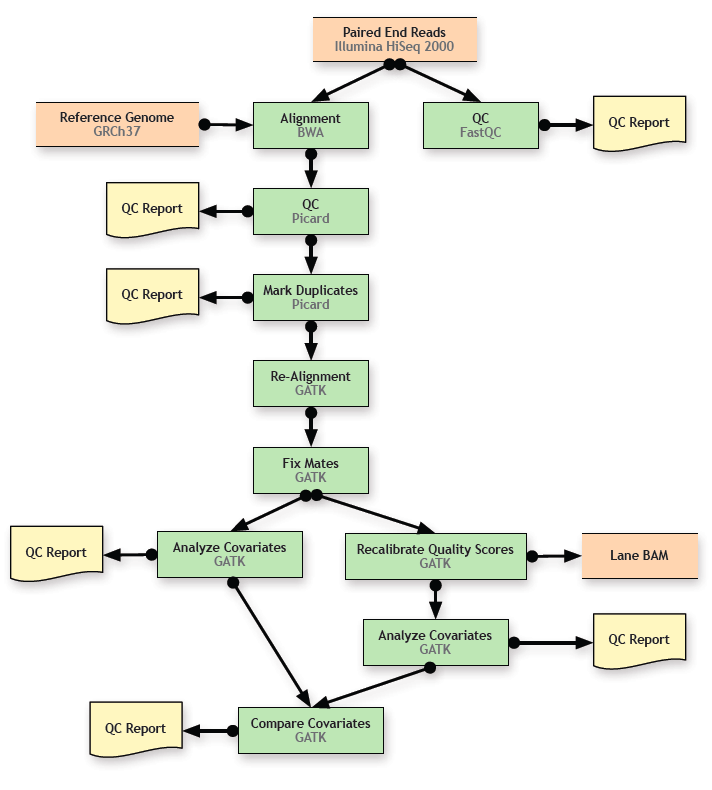 Paired End Reads
Illumina HiSeq 2000
Reference Genome
GRCh37
Alignment
BWA
QC
FastQC
QC Report
QC Report
QC
Picard
QC Report
Mark Duplicates
Picard
Re-Alignment
GATK
Fix Mates
GATK
QC Report
Analyze Covariates
GATK
Recalibrate Quality Scores
GATK
Lane BAM
Analyze Covariates
GATK
QC Report
QC Report
Compare Covariates
GATK